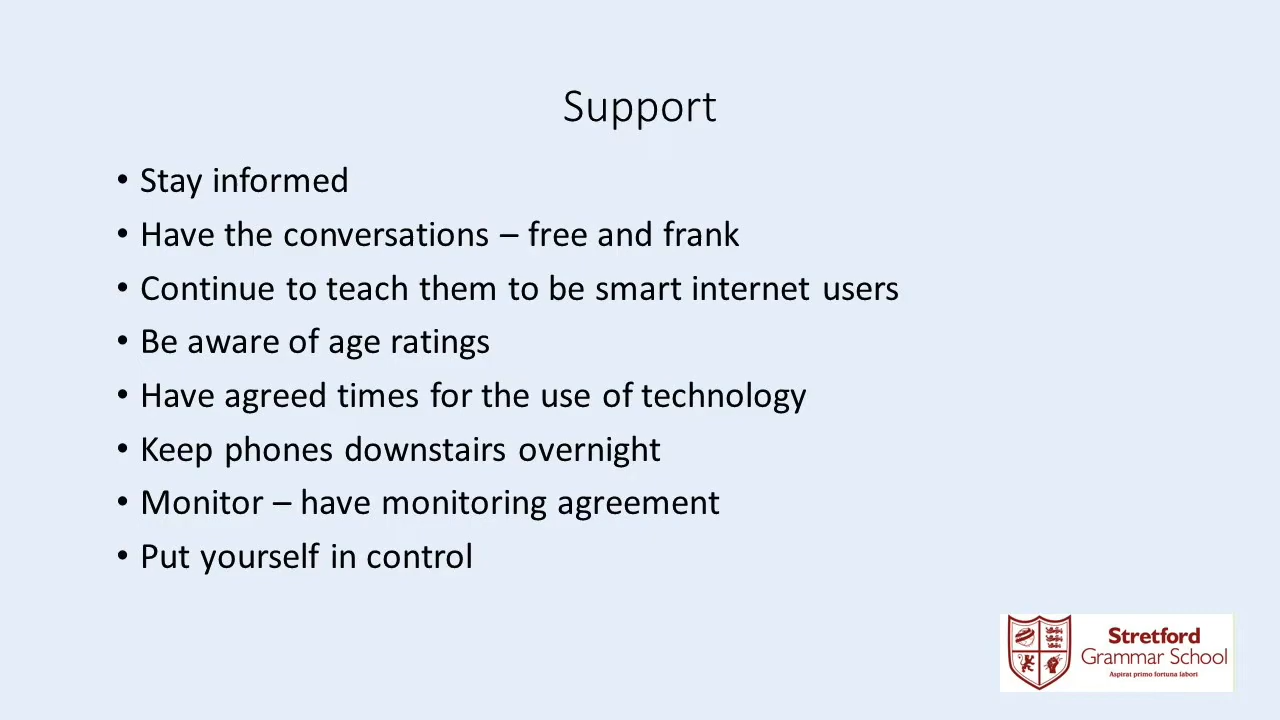 Support
• Stay informed
• Have the conversations – free and frank
• Continue to teach them to be smart internet users
• Be aware of age ratings
• Have agreed times for the use of technology
• Keep phones downstairs overnight
• Monitor – have monitoring agreement
• Put yourself in control
Stretford
Grammar School
Aspirat primo fortuna labori